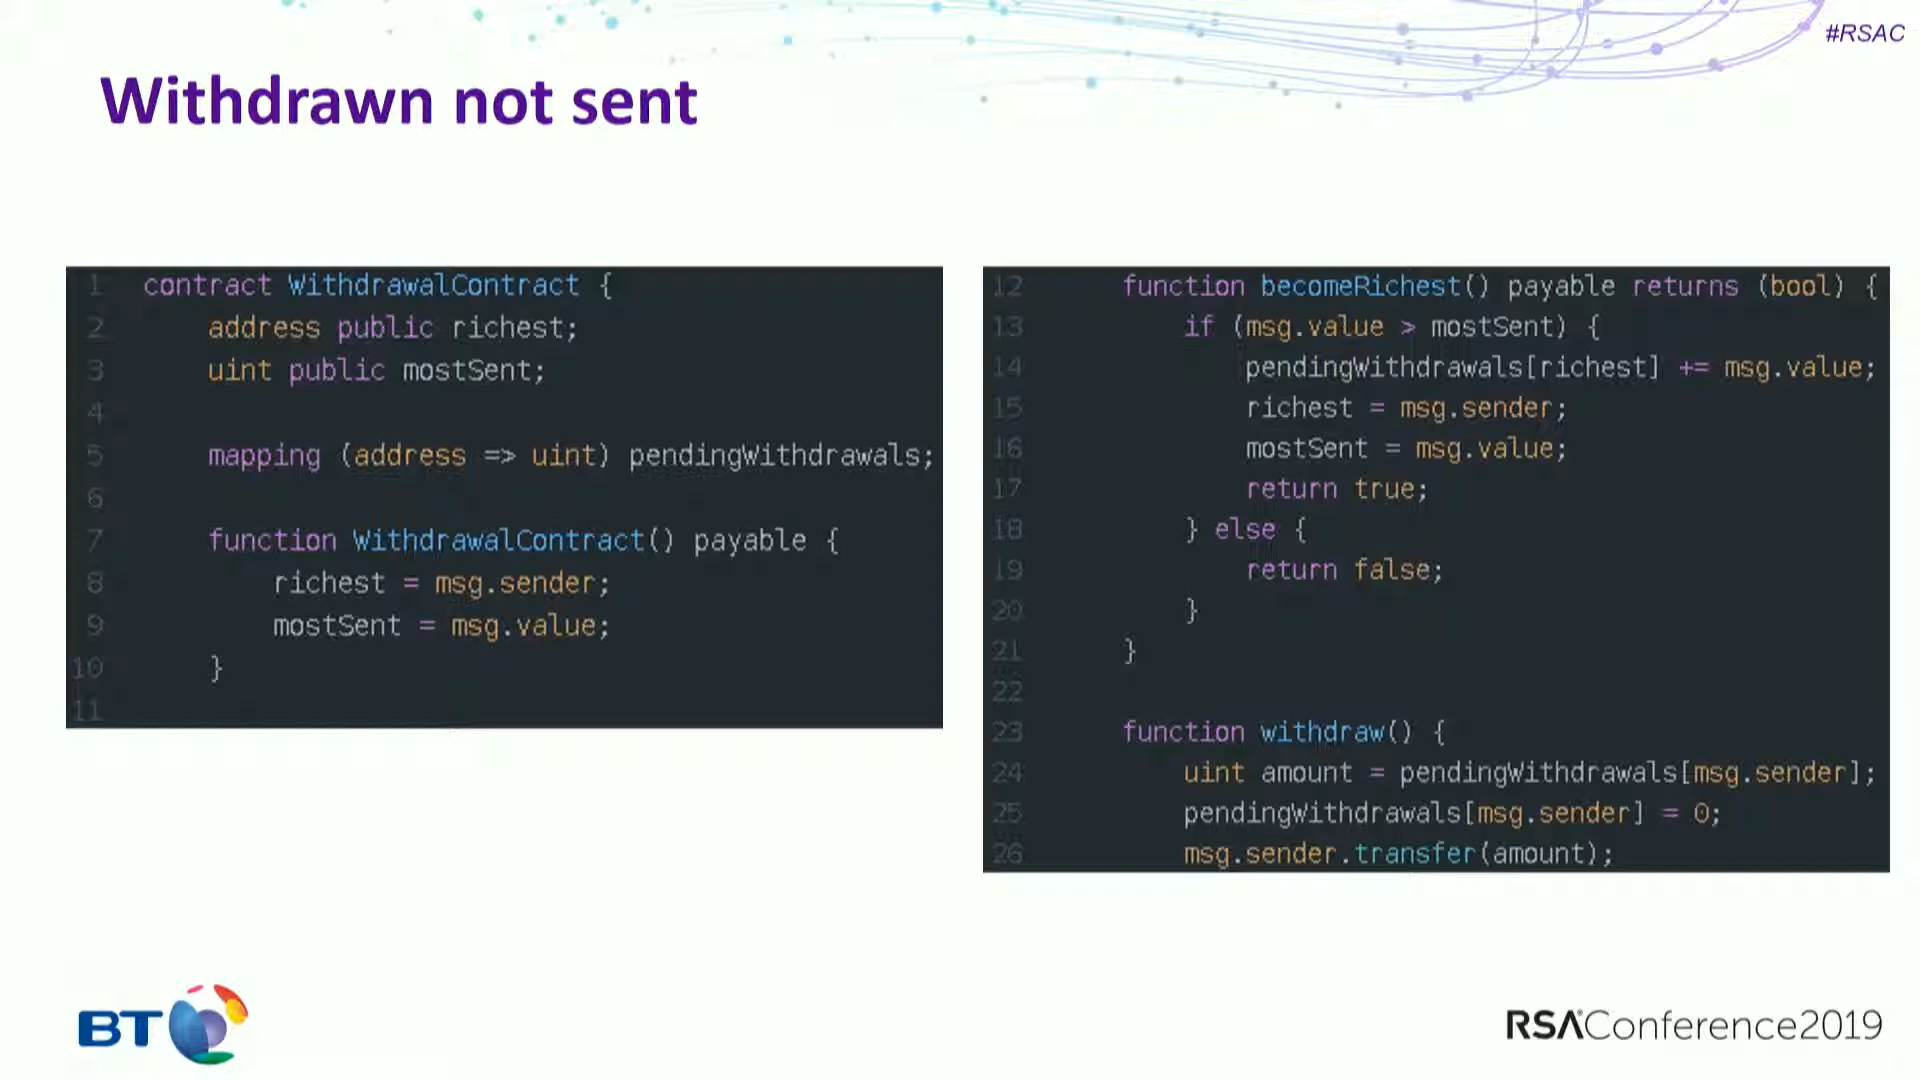 #RSAC
Withdrawn not sent
1 contract WithdrawalContract {
2 address public richest;
3 uint public mostSent;
4
5 mapping (address => uint) pendingWithdrawals;
6
7 function WithdrawalContract() payable {
8 richest = msg.sender;
9 mostSent = msg.value;
10 }
11
12 function becomeRichest() payable returns (bool) {
13 if (msg.value > mostSent) {
14 pendingWithdrawals[richest] += msg.value;
15 richest = msg.sender;
16 mostSent = msg.value;
17 return true;
18 } else {
19 return false;
20 }
21 }
22
23 function withdraw() {
24 uint amount = pendingWithdrawals[msg.sender];
25 pendingWithdrawals[msg.sender] = 0;
26 msg.sender.transfer(amount);
BT
RSAConference2019